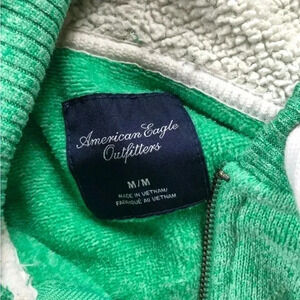 American Eagle
Outfitters
M/M
MADE IN VIETNAM/
FABRIQUÉ AU VIETNAM